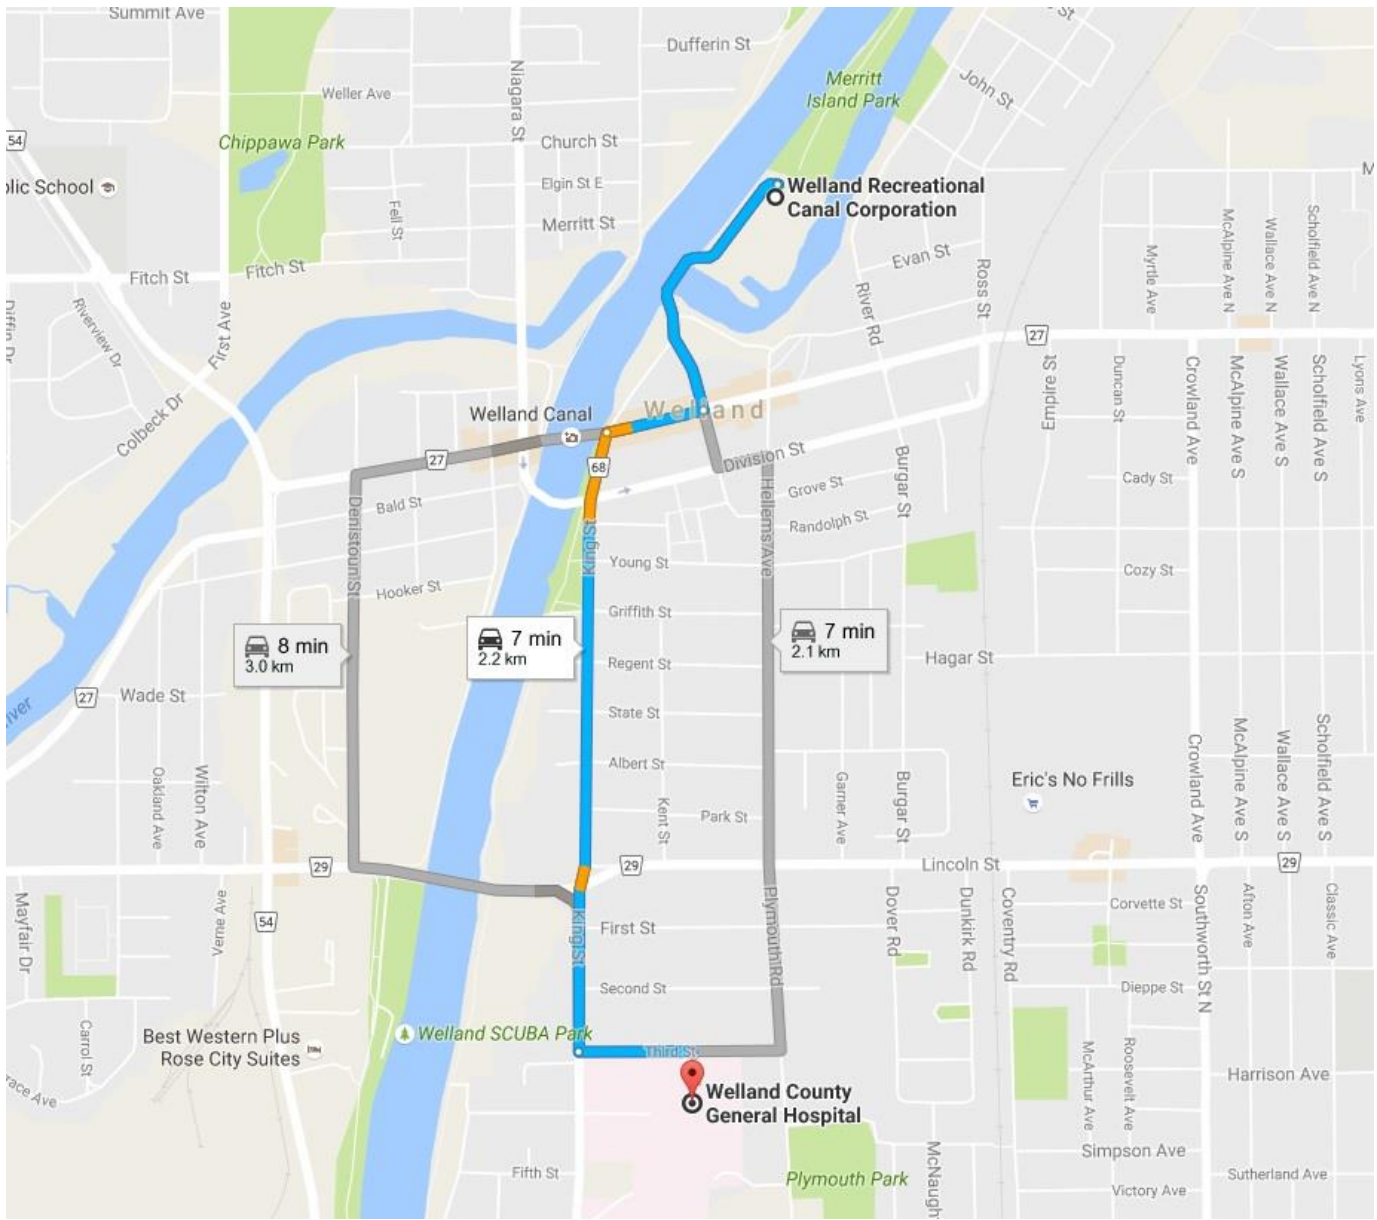 Summit Ave
Dufferin St
Niagara St
Weller Ave
Merritt
Island Park
John St
54
Chippawa Park
Church St
olic School
Elgin St E
Fell St
Merritt St
Welland Recreational
Canal Corporation
McAlpine Ave N
Wallace Ave N
Scholfield Ave N
Myrtle Ave
Evan St
Ross St
River Rd
Fitch St
Fitch St
Riverview Dr
First Ave
Colbeck Dr
27
Empire St
Duncan St
Crowland Ave
McAlpine Ave S
Wallace Ave S
Scholfield Ave S
Lyons Ave
Welland Canal
Welland
27
68
Division St
Burgar St
Hellems Ave
Grove St
Randolph St
Cady St
Bald St
Denistoun St
King St
Young St
Cozy St
Hooker St
Griffith St
8 min
3.0 km
7 min
2.2 km
7 min
2.1 km
Regent St
Hagar St
27
Wade St
State St
Albert St
Oakland Ave
Wilton Ave
Kent St
Park St
Garner Ave
Burgar St
Eric's No Frills
Crowland Ave
McAlpine Ave S
Wallace Ave S
Scholfield Ave S
29
29
Lincoln St
29
Mayfair Dr
Verne Ave
54
King St
First St
Plymouth Rd
Dover Rd
Dunkirk Rd
Coventry Rd
Corvette St
Southworth St N
Afton Ave
Classic Ave
Second St
Dieppe St
Carrol St
Best Western Plus
Rose City Suites
Welland SCUBA Park
Third St
Welland County
General Hospital
McArthur Ave
Roosevelt Ave
Harrison Ave
Fifth St
Plymouth Park
McNaught
Simpson Ave
Sutherland Ave
Victory Ave